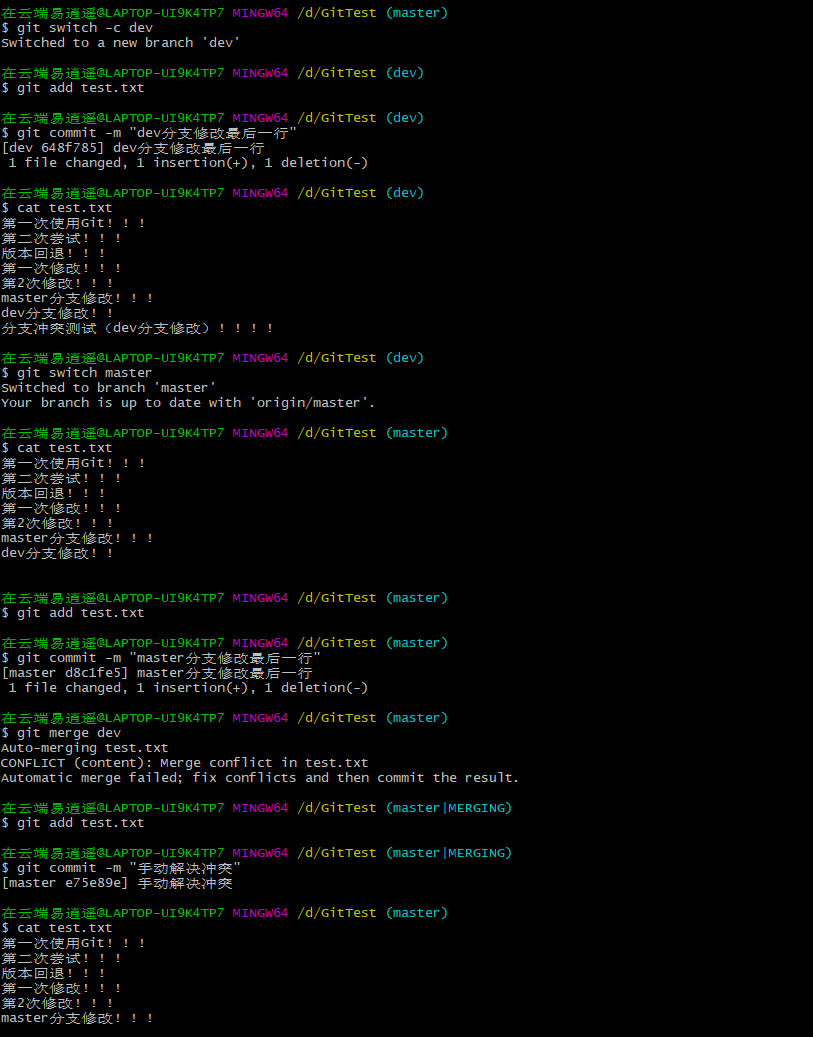 在云端易逍遥@LAPTOP-UI9K4TP7 MINGW64 /d/GitTest (master)
$ git switch -c dev
Switched to a new branch 'dev'
在云端易逍遥@LAPTOP-UI9K4TP7 MINGW64 /d/GitTest (dev)
$ git add test.txt
在云端易逍遥@LAPTOP-UI9K4TP7 MINGW64 /d/GitTest (dev)
$ git commit -m "dev分支修改最后一行"
[dev 648f785] dev分支修改最后一行
1 file changed, 1 insertion(+), 1 deletion(-)
在云端易逍遥@LAPTOP-UI9K4TP7 MINGW64 /d/GitTest (dev)
$ cat test.txt
第一次使用Git！！！
第二次尝试！！！
版本回退！！！
第一次修改！！！
第2次修改！！！
master分支修改！！！
dev分支修改！！
分支冲突测试（dev分支修改）！！！！
在云端易逍遥@LAPTOP-UI9K4TP7 MINGW64 /d/GitTest (dev)
$ git switch master
Switched to branch 'master'
Your branch is up to date with 'origin/master'.
在云端易逍遥@LAPTOP-UI9K4TP7 MINGW64 /d/GitTest (master)
$ cat test.txt
第一次使用Git！！！
第二次尝试！！！
版本回退！！！
第一次修改！！！
第2次修改！！！
master分支修改！！！
dev分支修改！！
在云端易逍遥@LAPTOP-UI9K4TP7 MINGW64 /d/GitTest (master)
$ git add test.txt
在云端易逍遥@LAPTOP-UI9K4TP7 MINGW64 /d/GitTest (master)
$ git commit -m "master分支修改最后一行"
[master d8c1fe5] master分支修改最后一行
1 file changed, 1 insertion(+), 1 deletion(-)
在云端易逍遥@LAPTOP-UI9K4TP7 MINGW64 /d/GitTest (master)
$ git merge dev
Auto-merging test.txt
CONFLICT (content): Merge conflict in test.txt
Automatic merge failed; fix conflicts and then commit the result.
在云端易逍遥@LAPTOP-UI9K4TP7 MINGW64 /d/GitTest (master|MERGING)
$ git add test.txt
在云端易逍遥@LAPTOP-UI9K4TP7 MINGW64 /d/GitTest (master|MERGING)
$ git commit -m "手动解决冲突"
[master e75e89e] 手动解决冲突
在云端易逍遥@LAPTOP-UI9K4TP7 MINGW64 /d/GitTest (master)
$ cat test.txt
第一次使用Git！！！
第二次尝试！！！
版本回退！！！
第一次修改！！！
第2次修改！！！
master分支修改！！！